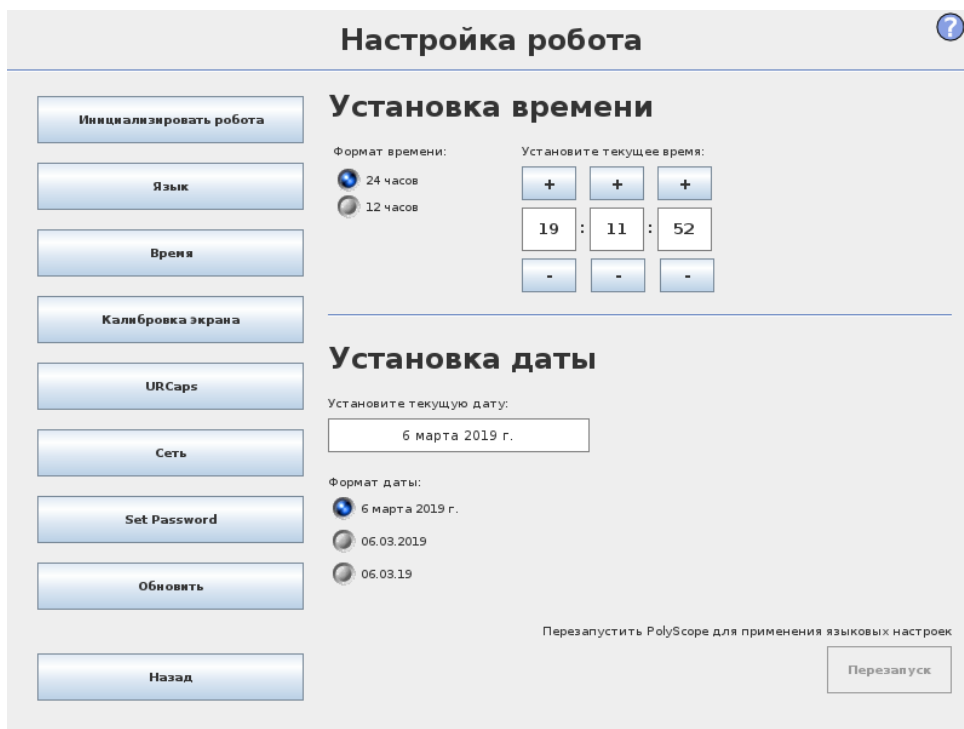 Настройка робота
?
Инициализировать робота
Язык
Время
Калибровка экрана
URCaps
Сеть
Set Password
Обновить
Назад
Установка времени
Формат времени:
24 часов
12 часов
Установите текущее время:
+ + +
19 : 11 : 52
- - -
Установка даты
Установите текущую дату:
6 марта 2019 г.
Формат даты:
6 марта 2019 г.
06.03.2019
06.03.19
Перезапустить PolyScope для применения языковых настроек
Перезапуск